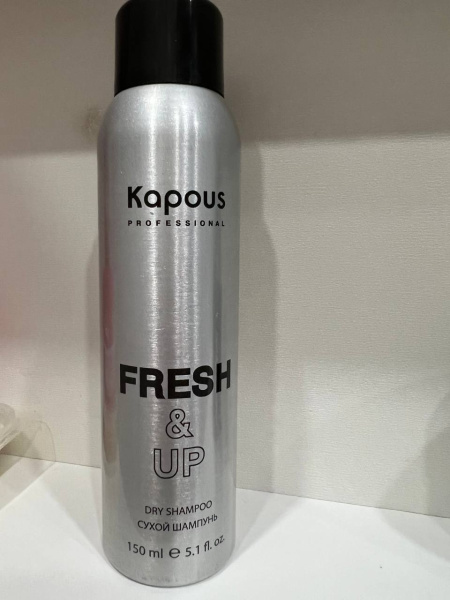 Kapous
PROFESSIONAL
FRESH
&
UP
DRY SHAMPOO
СУХОЙ ШАМПУНЬ
150 ml ℮ 5.1 fl. oz.